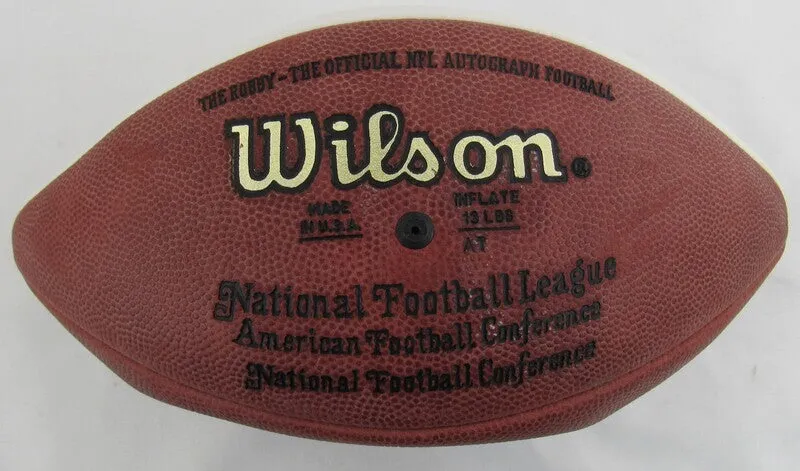 THE ROBBY - THE OFFICIAL NFL AUTOGRAPH FOOTBALL
Wilson®
MADE
IN U.S.A.
INFLATE
13 LBS
AT
National Football League
American Football Conference
National Football Conference